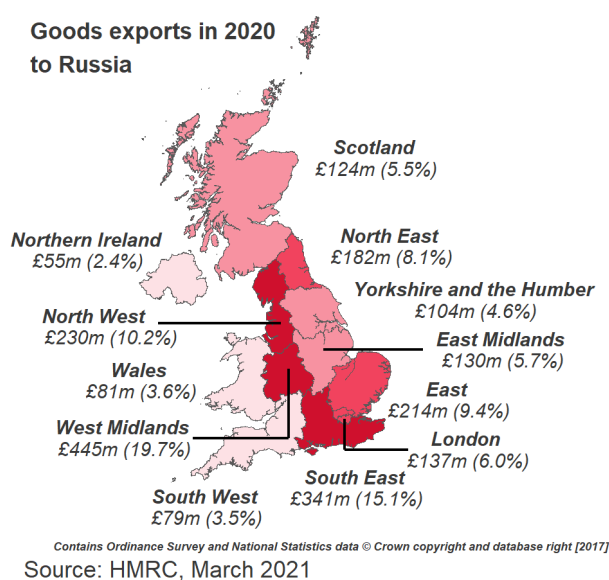 Goods exports in 2020
to Russia
Scotland
£124m (5.5%)
Northern Ireland
£55m (2.4%)
North East
£182m (8.1%)
Yorkshire and the Humber
£104m (4.6%)
North West
£230m (10.2%)
East Midlands
£130m (5.7%)
Wales
£81m (3.6%)
East
£214m (9.4%)
West Midlands
£445m (19.7%)
London
£137m (6.0%)
South West
£79m (3.5%)
South East
£341m (15.1%)
Contains Ordinance Survey and National Statistics data © Crown copyright and database right [2017]
Source: HMRC, March 2021